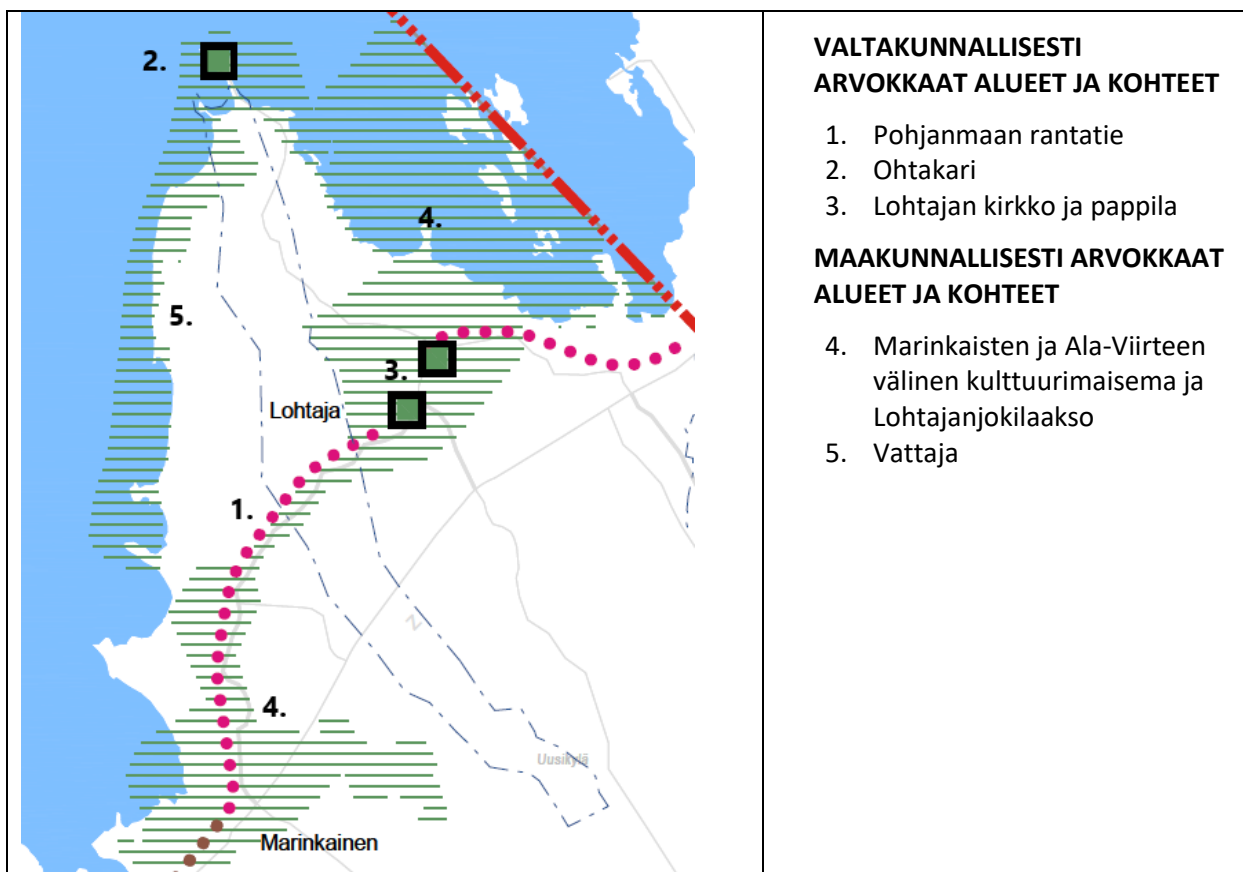 2.
4.
5.
3.
Lohtaja
1.
4.
Uusikylä
Marinkainen
VALTAKUNNALLISESTI
ARVOKKAAT ALUEET JA KOHTEET
1. Pohjanmaan rantatie
2. Ohtakari
3. Lohtajan kirkko ja pappila
MAAKUNNALLISESTI ARVOKKAAT
ALUEET JA KOHTEET
4. Marinkaisten ja Ala-Viirteen
välinen kulttuurimaisema ja
Lohtajanjokilaakso
5. Vattaja